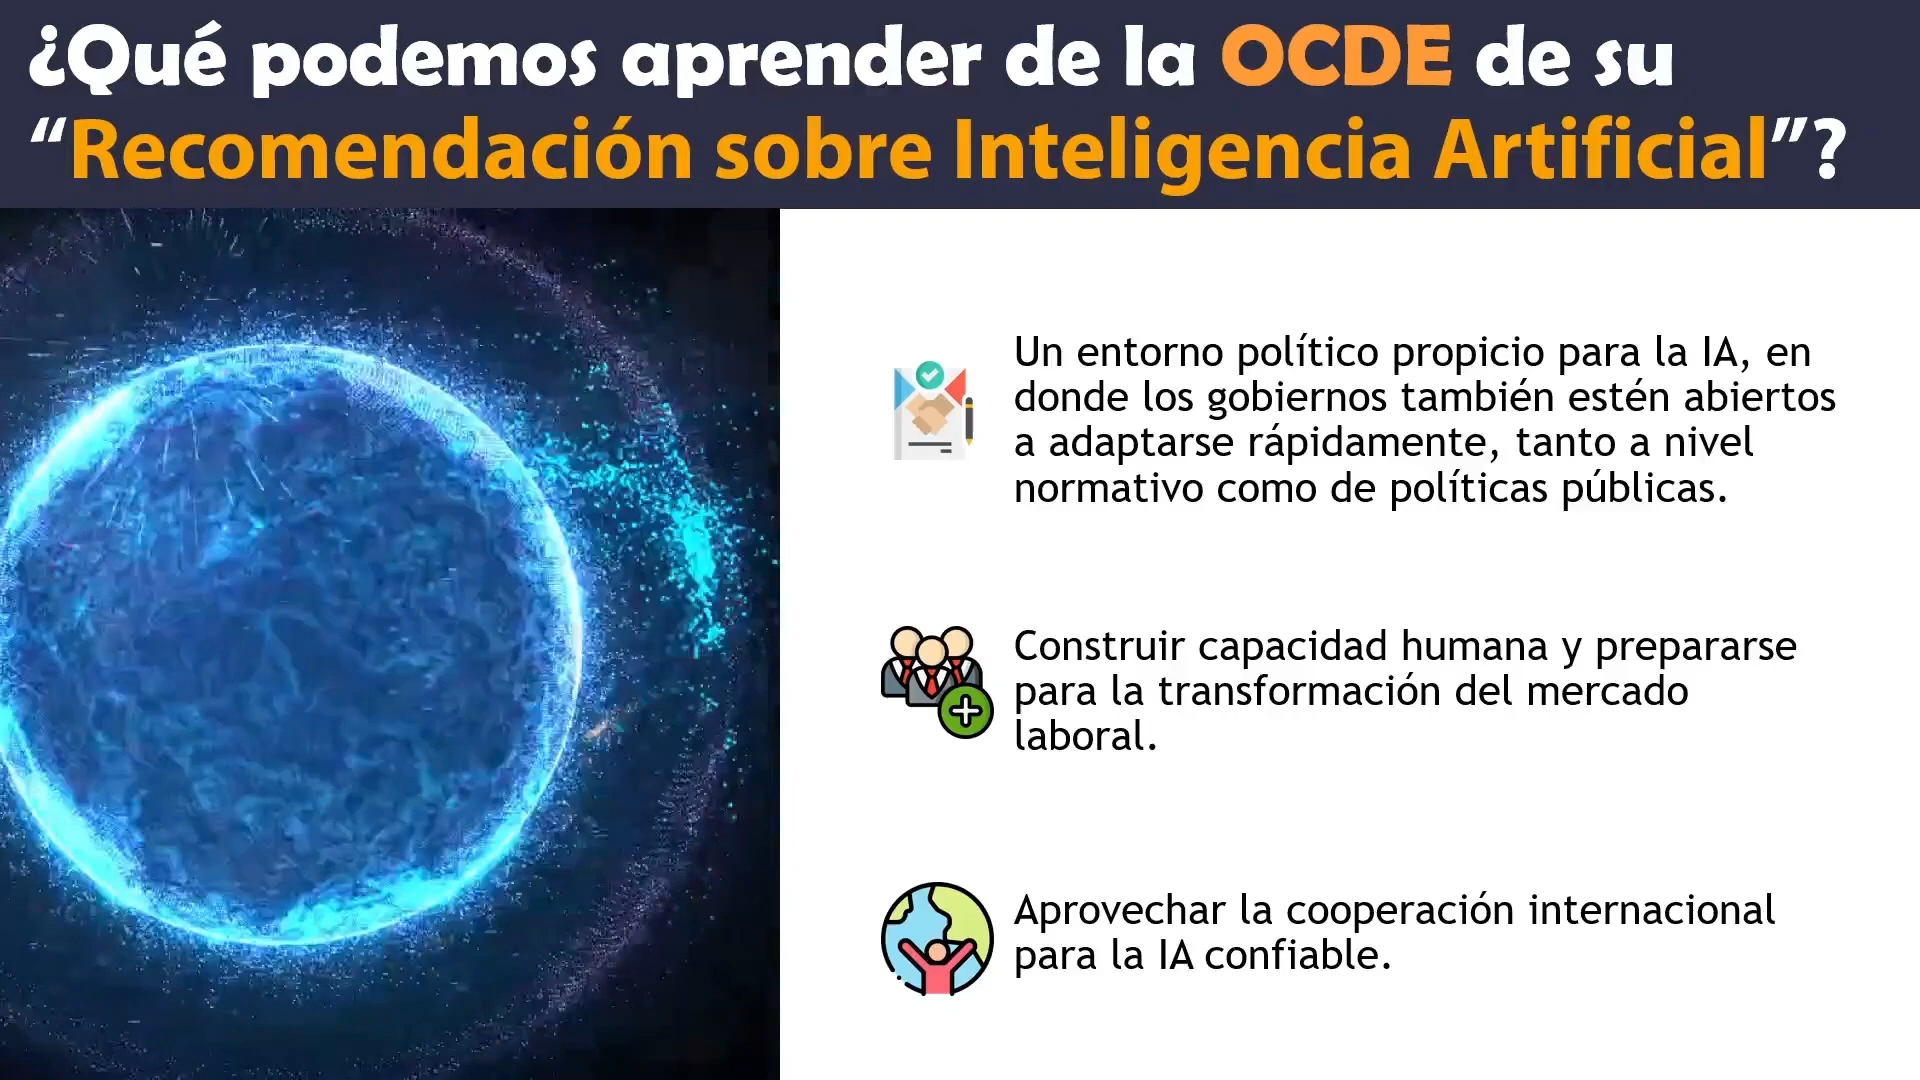 ¿Qué podemos aprender de la OCDE de su
“Recomendación sobre Inteligencia Artificial”?
Un entorno político propicio para la IA, en
donde los gobiernos también estén abiertos
a adaptarse rápidamente, tanto a nivel
normativo como de políticas públicas.
Construir capacidad humana y prepararse
para la transformación del mercado
laboral.
Aprovechar la cooperación internacional
para la IA confiable.